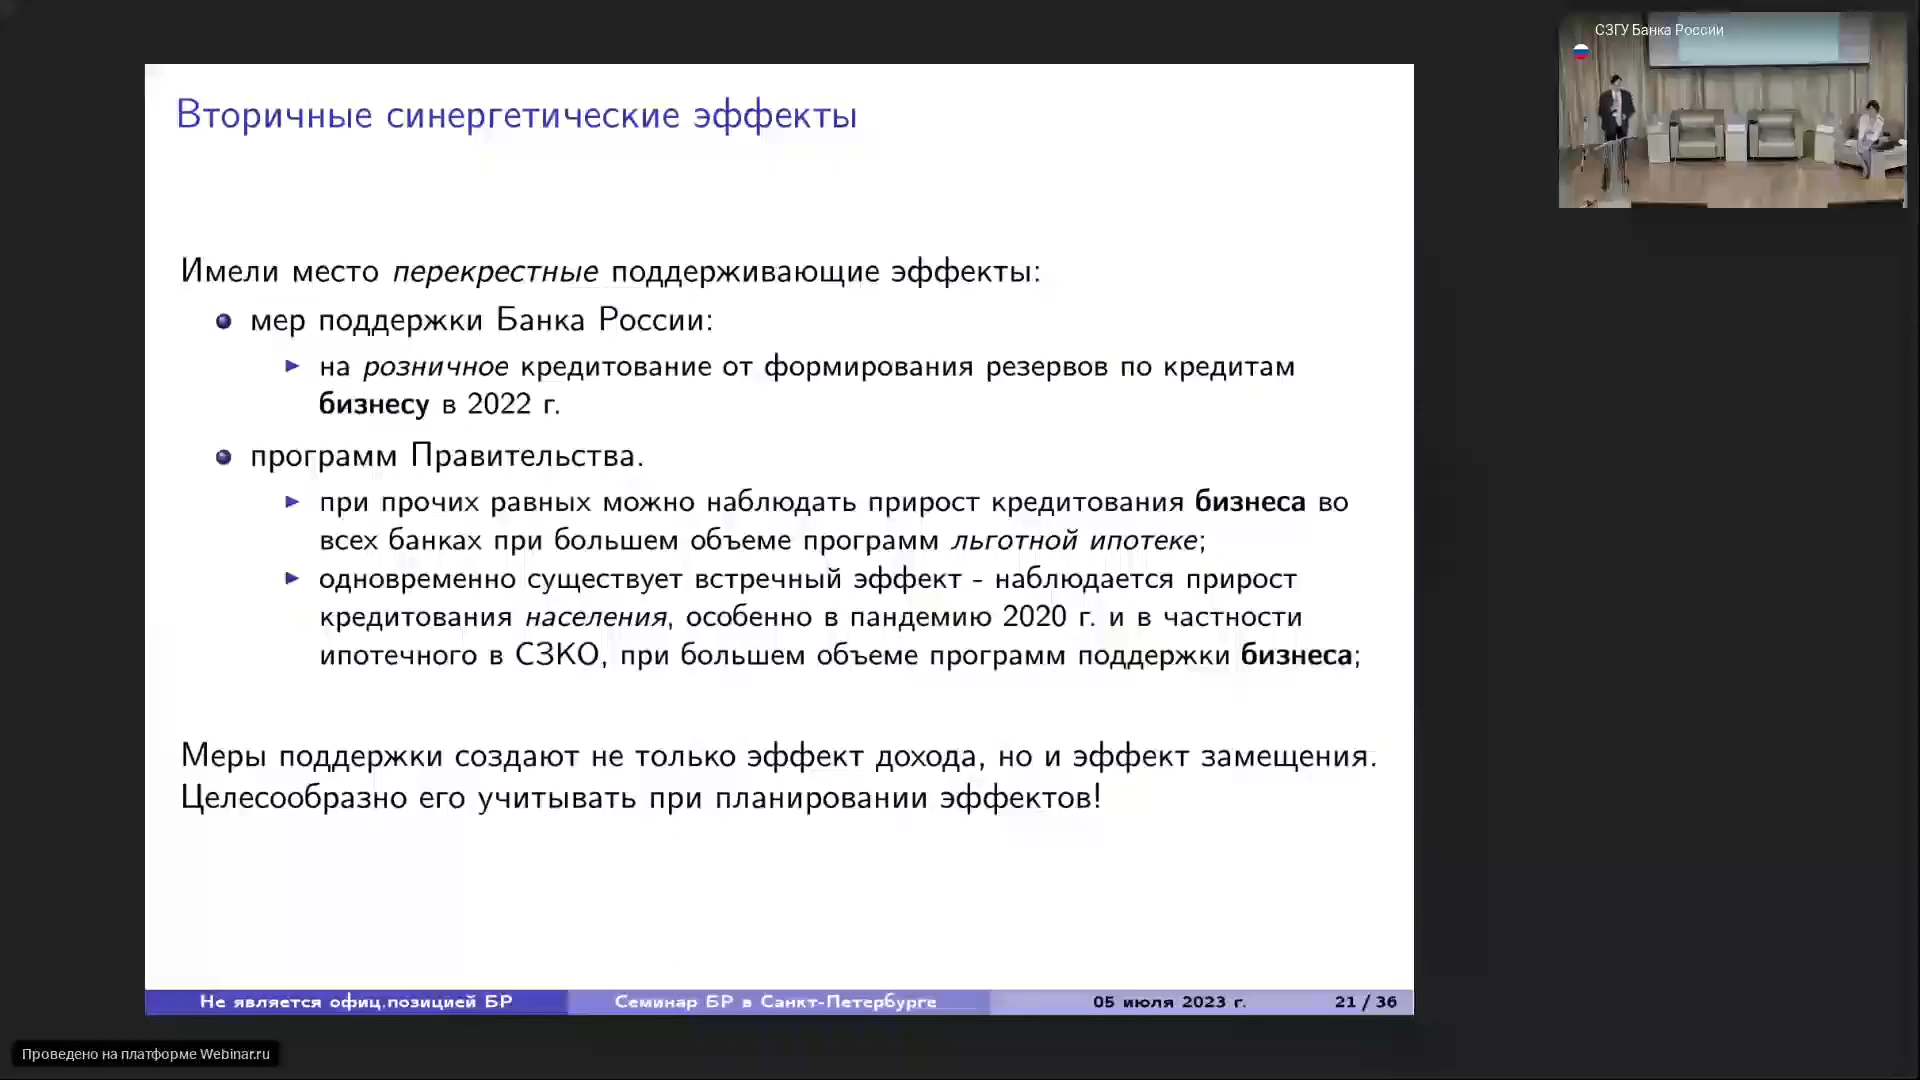 СЗГУ Банка России
Вторичные синергетические эффекты
Имели место перекрестные поддерживающие эффекты:
мер поддержки Банка России:
на розничное кредитование от формирования резервов по кредитам
бизнесу в 2022 г.
программ Правительства.
при прочих равных можно наблюдать прирост кредитования бизнеса во
всех банках при большем объеме программ льготной ипотеке;
одновременно существует встречный эффект - наблюдается прирост
кредитования населения, особенно в пандемию 2020 г. и в частности
ипотечного в СЗКО, при большем объеме программ поддержки бизнеса;
Меры поддержки создают не только эффект дохода, но и эффект замещения.
Целесообразно его учитывать при планировании эффектов!
Не является офиц.позицией БР Семинар БР в Санкт-Петербурге 05 июля 2023 г. 21 / 36
Проведено на платформе Webinar.ru